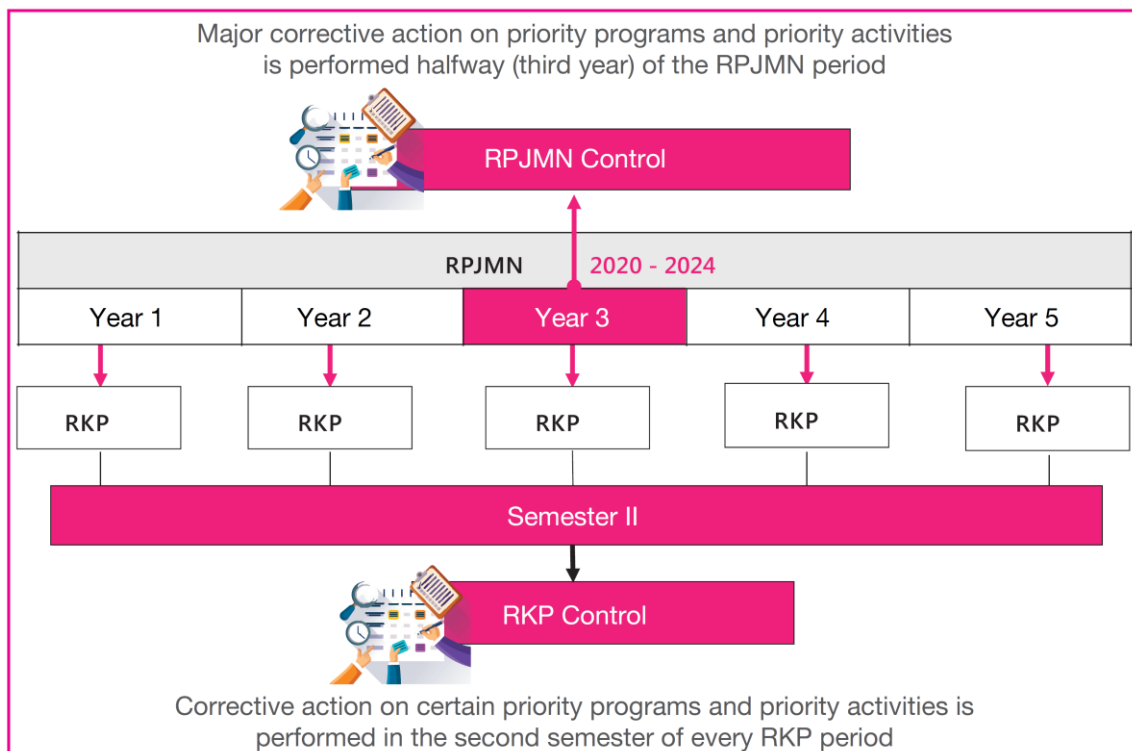 Major corrective action on priority programs and priority activities
is performed halfway (third year) of the RPJMN period
RPJMN Control
RPJMN 2020 - 2024
Year 1 Year 2 Year 3 Year 4 Year 5
RKP RKP RKP RKP RKP
Semester II
RKP Control
Corrective action on certain priority programs and priority activities is
performed in the second semester of every RKP period